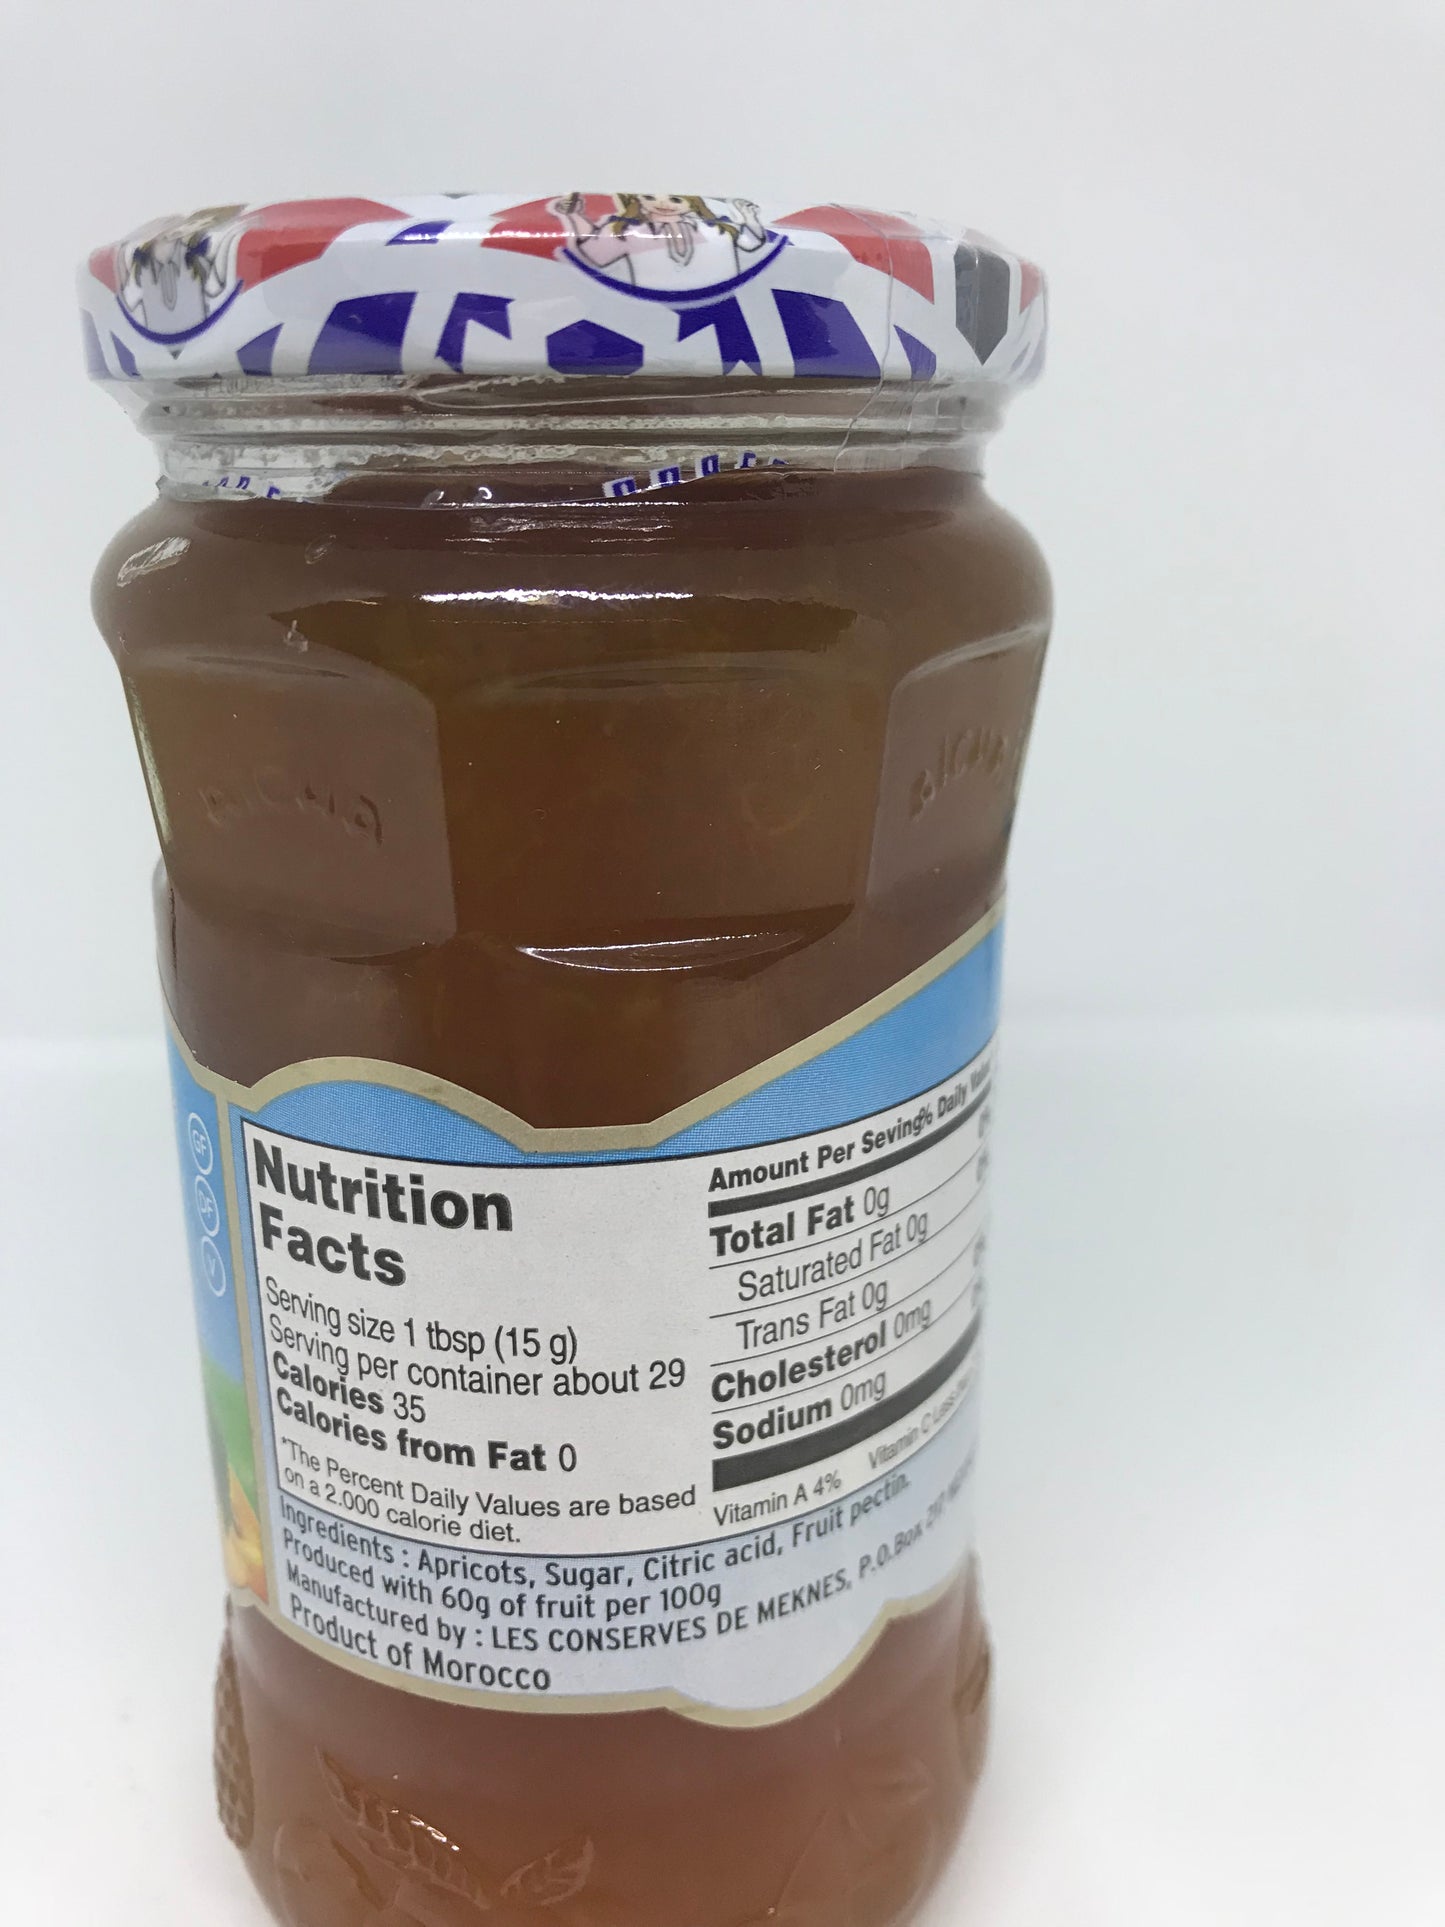 GF
V
Nutrition
Facts
Serving size 1 tbsp (15 g)
Serving per container about 29
Calories 35
Calories from Fat 0
*The Percent Daily Values are based
on a 2.000 calorie diet.
Amount Per Seving% Daily
Total Fat 0g
Saturated Fat 0g
Trans Fat 0g
Cholesterol 0mg
Sodium 0mg
Vitamin A 4% Vitamin C
Ingredients : Apricots, Sugar, Citric acid, Fruit pectin.
Produced with 60g of fruit per 100g
Manufactured by : LES CONSERVES DE MEKNES, P.O.Box
Product of Morocco